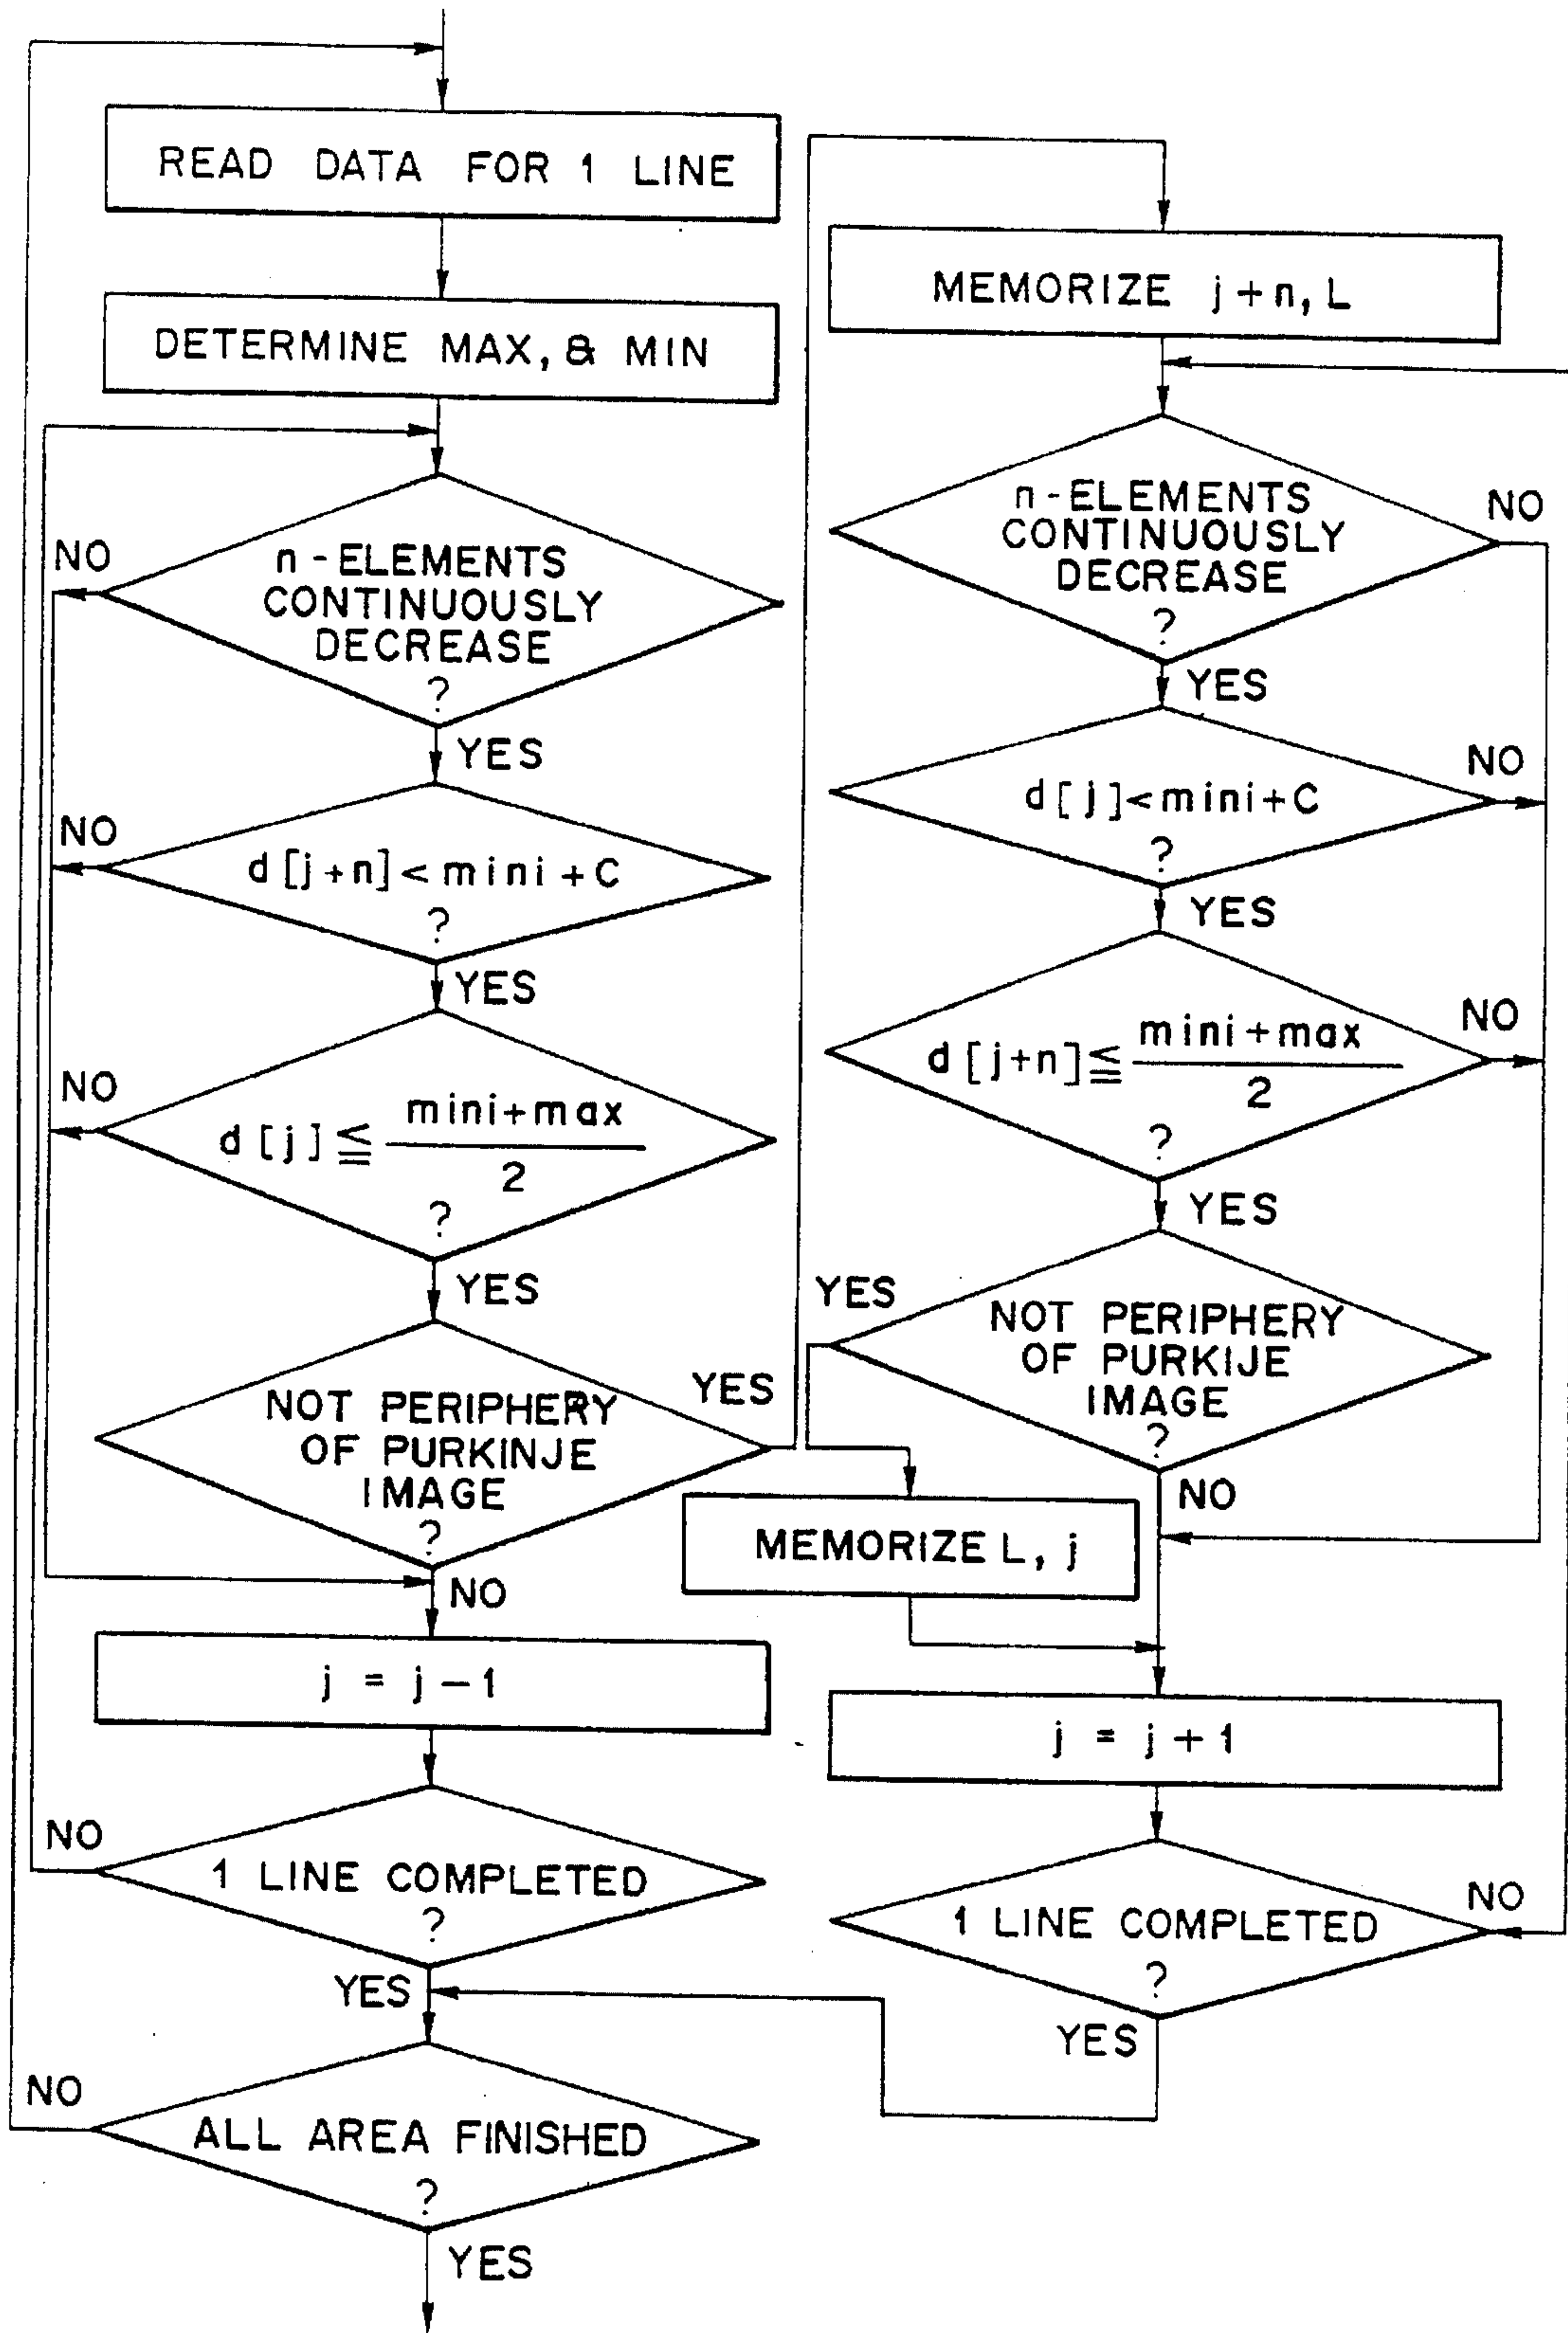 READ DATA FOR 1 LINE
DETERMINE MAX, & MIN
NO
n-ELEMENTS
CONTINUOUSLY
DECREASE
?
YES
NO
d[j+n]<mini+C
?
YES
NO
d[j]≦
mini+max
2
?
YES
NOT PERIPHERY
OF PURKINJE
IMAGE
?
YES
NO
j = j-1
NO
1 LINE COMPLETED
?
YES
NO
ALL AREA FINISHED
?
YES
MEMORIZE j+n, L
n-ELEMENTS
CONTINUOUSLY
DECREASE
?
NO
YES
d[j]<mini+C
?
NO
YES
d[j+n]≦
mini+max
2
?
NO
YES
YES
NOT PERIPHERY
OF PURKIJE
IMAGE
?
NO
MEMORIZE L, j
j = j+1
1 LINE COMPLETED
?
NO
YES